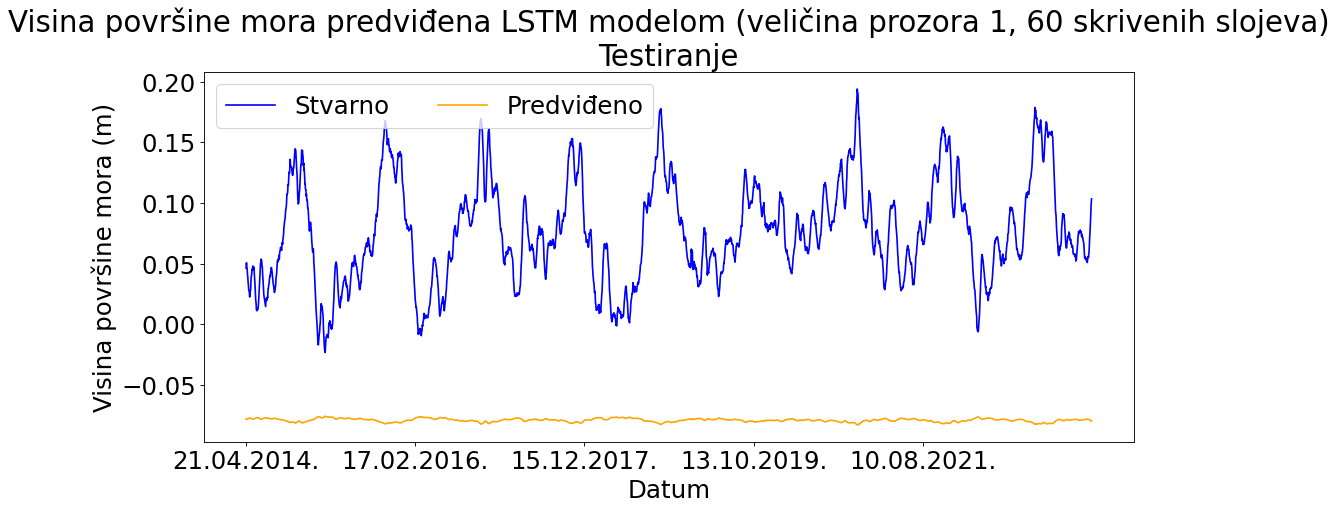 Visina površine mora predviđena LSTM modelom (veličina prozora 1, 60 skrivenih slojeva)
Testiranje
Stvarno Predviđeno
Visina površine mora (m)
0.20
0.15
0.10
0.05
0.00
−0.05
21.04.2014. 17.02.2016. 15.12.2017. 13.10.2019. 10.08.2021.
Datum